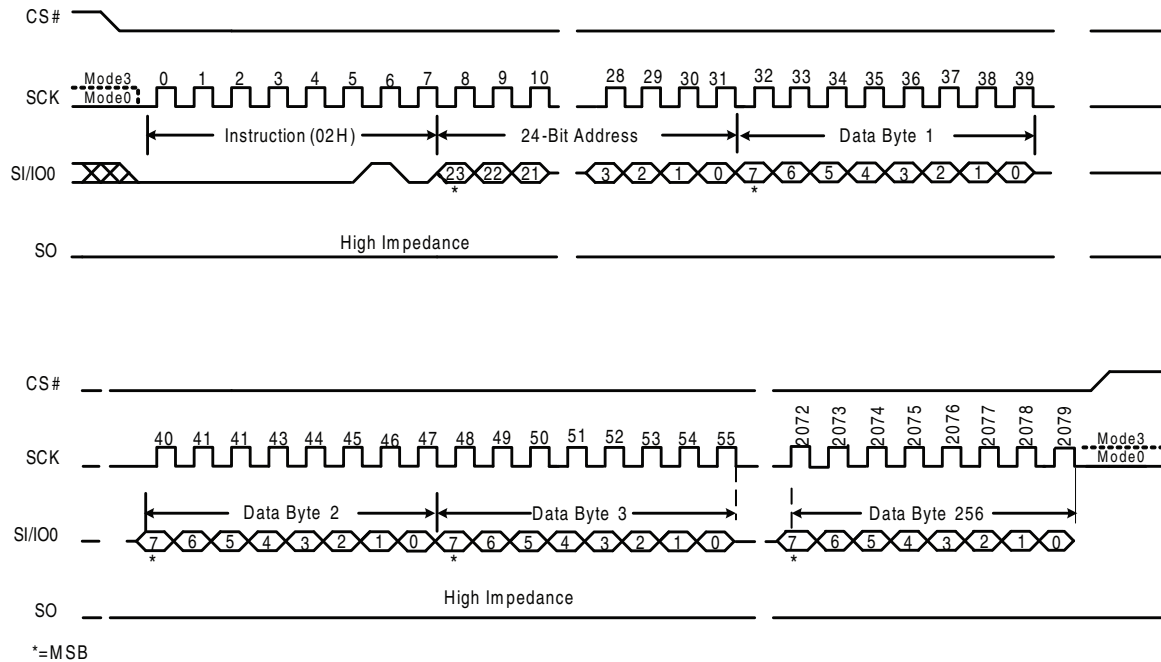 CS#
Mode3
0 1 2 3 4 5 6 7 8 9 10 28 29 30 31 32 33 34 35 36 37 38 39
SCK
Mode0
Instruction (02H) 24-Bit Address Data Byte 1
SI/IO0
23 22 21 3 2 1 0 7 6 5 4 3 2 1 0
* *
High Impedance
SO
CS#
40 41 41 43 44 45 46 47 48 49 50 51 52 53 54 55 2072 2073 2074 2075 2076 2077 2078 2079
Mode3
SCK
Mode0
Data Byte 2 Data Byte 3 Data Byte 256
SI/IO0
7 6 5 4 3 2 1 0 7 6 5 4 3 2 1 0 7 6 5 4 3 2 1 0
* * *
High Impedance
SO
*=MSB